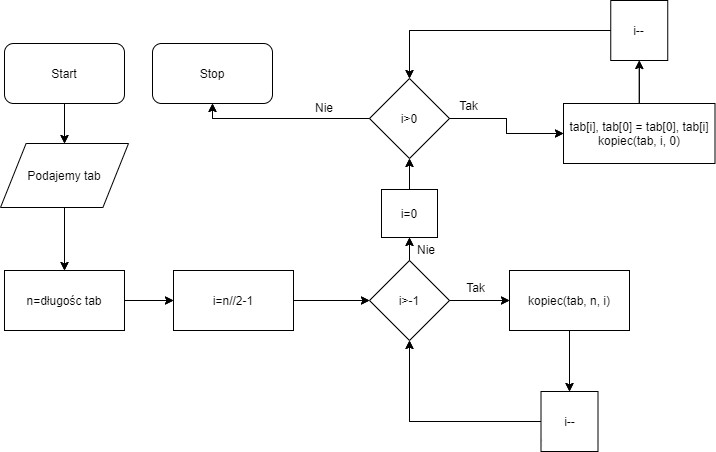 Start
Stop
Podajemy tab
n=długośc tab
i=n//2-1
i>-1
Tak
kopiec(tab, n, i)
i--
Nie
i=0
i>0
Tak
tab[i], tab[0] = tab[0], tab[i]
kopiec(tab, i, 0)
i--
Nie